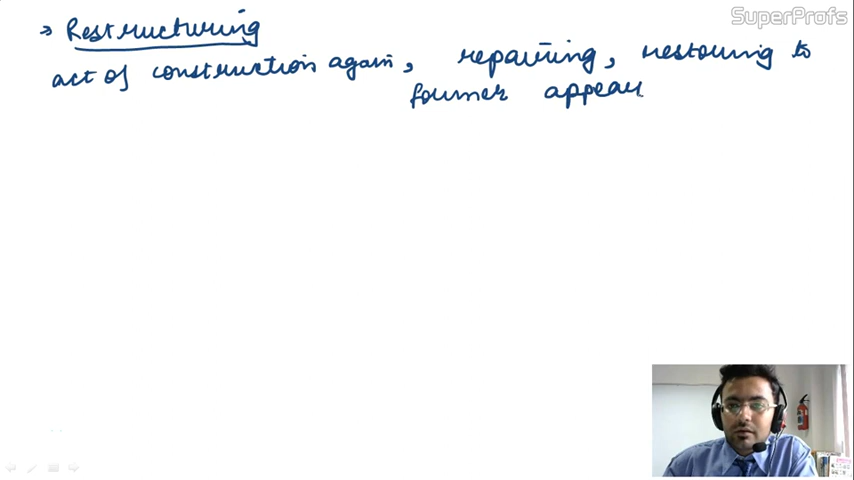 SuperProfs
→ Restructuring
act of construction again, repairing, restoring to
former appear